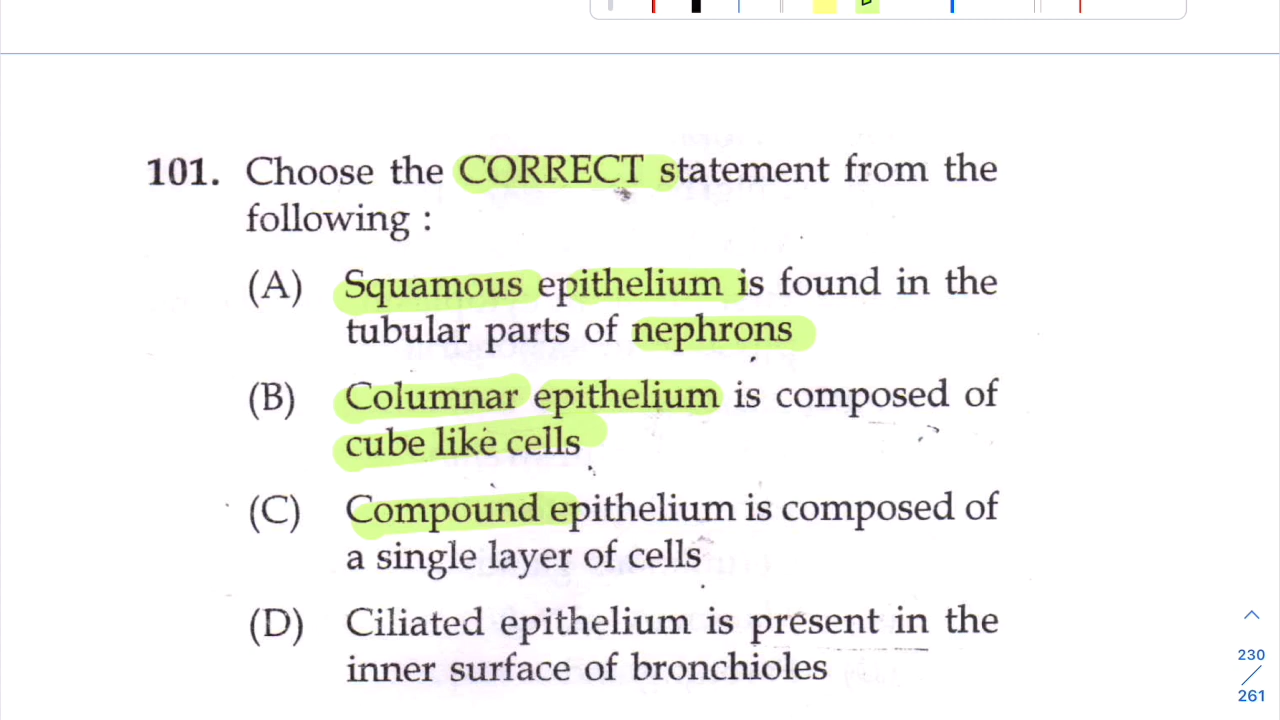 101. Choose the CORRECT statement from the
following :
(A) Squamous epithelium is found in the
tubular parts of nephrons
(B) Columnar epithelium is composed of
cube like cells
(C) Compound epithelium is composed of
a single layer of cells
(D) Ciliated epithelium is present in the
inner surface of bronchioles
230
261